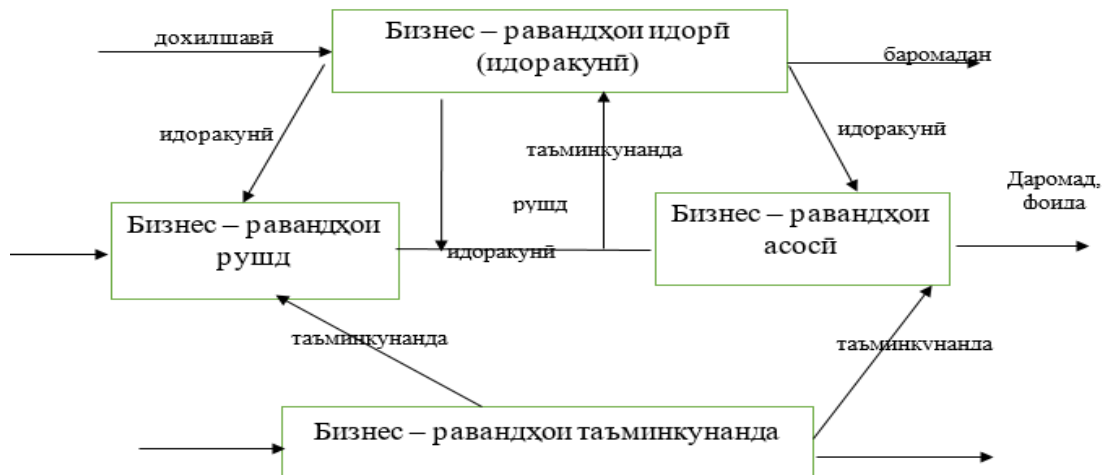 Бизнес – равандҳои идорӣ
(идоракунӣ)
дохилшавӣ
баромадан
идоракунӣ
таъминкунанда
идоракунӣ
рушд
Даромад,
фоида
Бизнес – равандҳои
рушд
идоракунӣ
Бизнес – равандҳои
асосӣ
таъминкунанда
таъминкунанда
Бизнес – равандҳои таъминкунанда